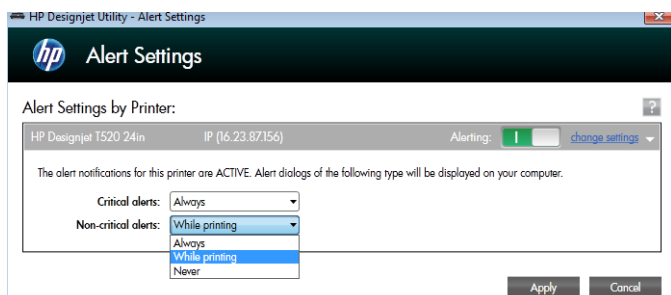 HP Designjet Utility - Alert Settings
hp Alert Settings
Alert Settings by Printer: ?
HP Designjet T520 24in IP (16.23.87.156) Alerting: I change settings
The alert notifications for this printer are ACTIVE. Alert dialogs of the following type will be displayed on your computer.
Critical alerts: Always
Non-critical alerts: While printing
Always
While printing
Never
Apply Cancel